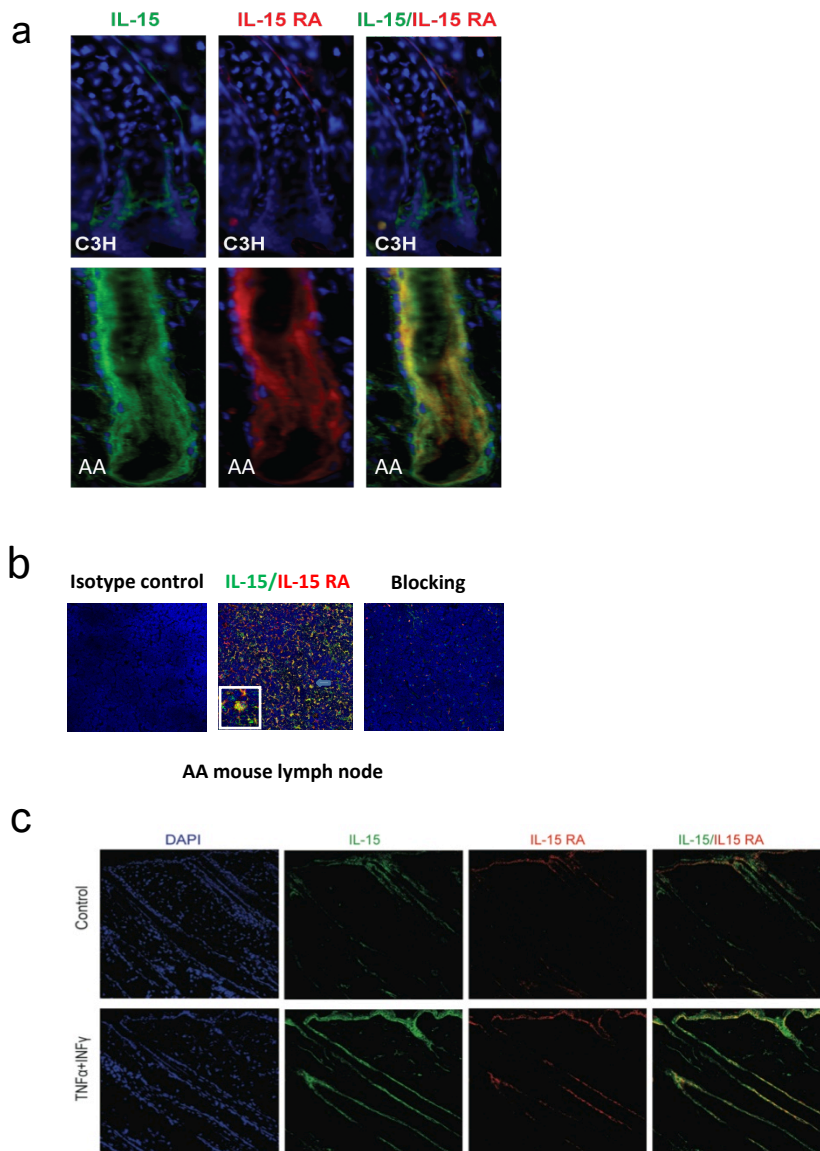 a
IL-15 IL-15 RA IL-15/IL-15 RA
C3H C3H C3H
AA AA AA
b
Isotype control IL-15/IL-15 RA Blocking
AA mouse lymph node
c
DAPI IL-15 IL-15 RA IL-15/IL15 RA
Control
TNFα+INFγ